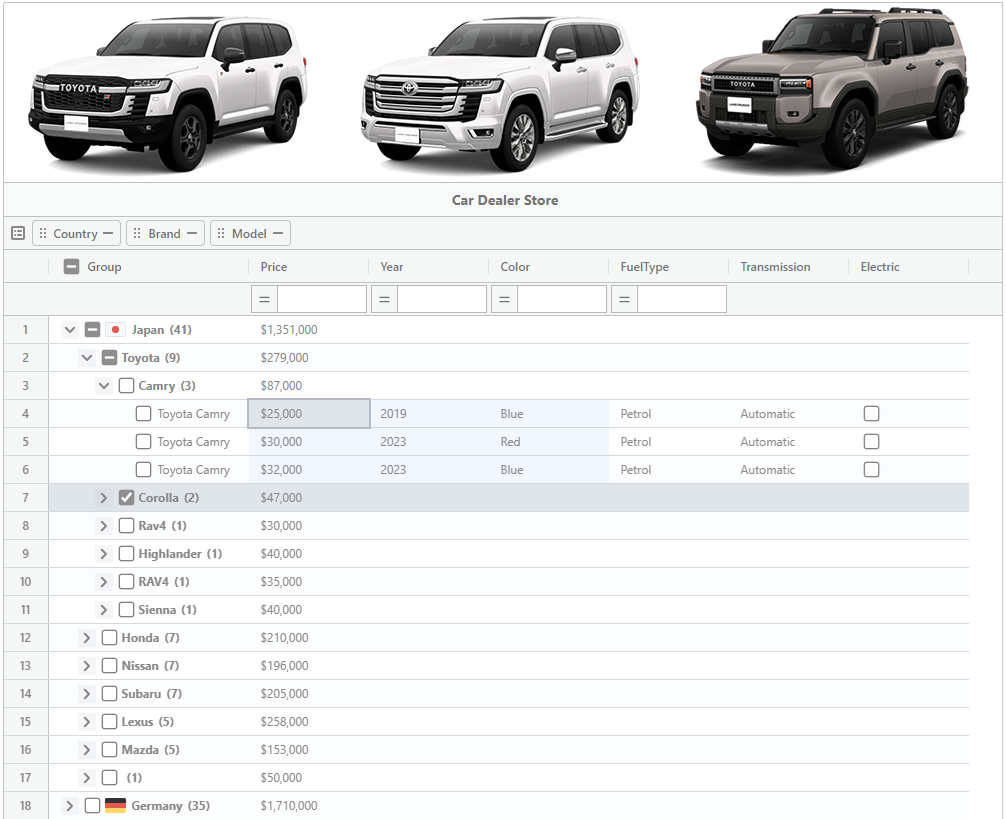 TOYOTA
LAND CRUISER
LAND CRUISER
TOYOTA
LAND CRUISER
Car Dealer Store
Country Brand Model
Group Price Year Color FuelType Transmission Electric
= = = =
1 Japan (41) $1,351,000
2 Toyota (9) $279,000
3 Camry (3) $87,000
4 Toyota Camry $25,000 2019 Blue Petrol Automatic
5 Toyota Camry $30,000 2023 Red Petrol Automatic
6 Toyota Camry $32,000 2023 Blue Petrol Automatic
7 Corolla (2) $47,000
8 Rav4 (1) $30,000
9 Highlander (1) $40,000
10 RAV4 (1) $35,000
11 Sienna (1) $40,000
12 Honda (7) $210,000
13 Nissan (7) $196,000
14 Subaru (7) $205,000
15 Lexus (5) $258,000
16 Mazda (5) $153,000
17 (1) $50,000
18 Germany (35) $1,710,000